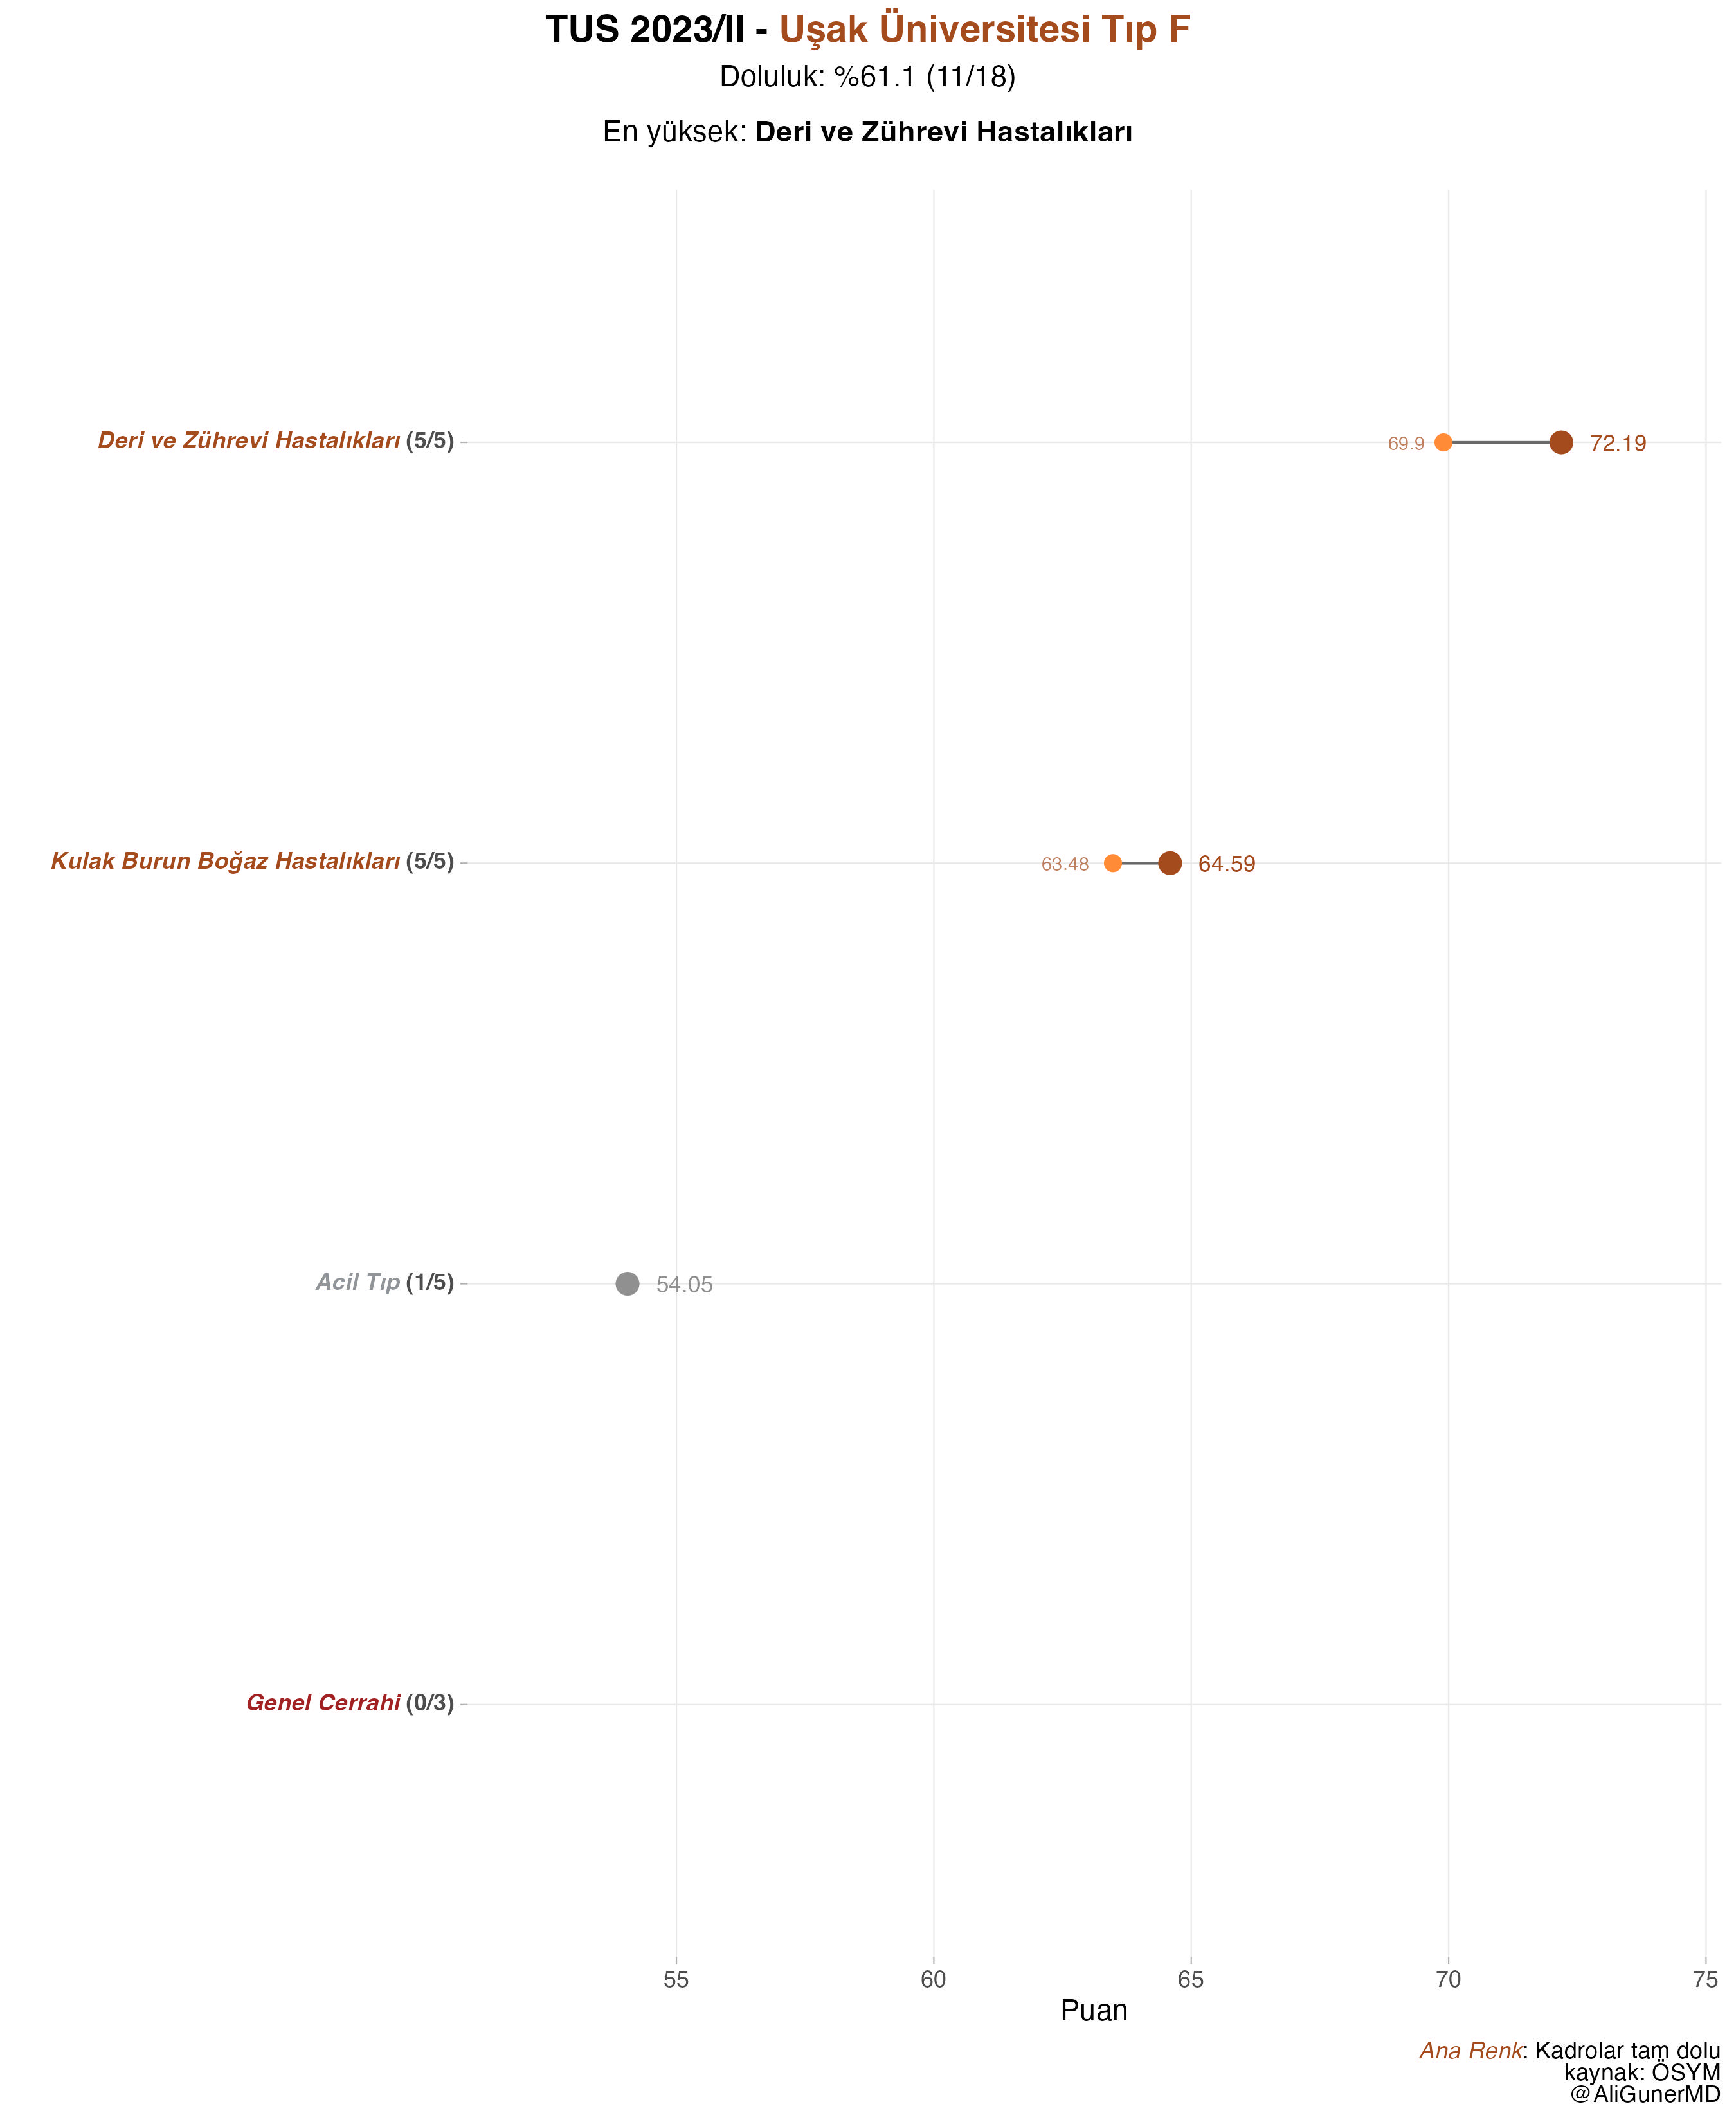 TUS 2023/II - Uşak Üniversitesi Tıp F
Doluluk: %61.1 (11/18)
En yüksek: Deri ve Zührevi Hastalıkları
Deri ve Zührevi Hastalıkları (5/5)
69.9
72.19
Kulak Burun Boğaz Hastalıkları (5/5)
63.48
64.59
Acil Tıp (1/5)
54.05
Genel Cerrahi (0/3)
55 60 65 70 75
Puan
Ana Renk: Kadrolar tam dolu
kaynak: ÖSYM
@AliGunerMD